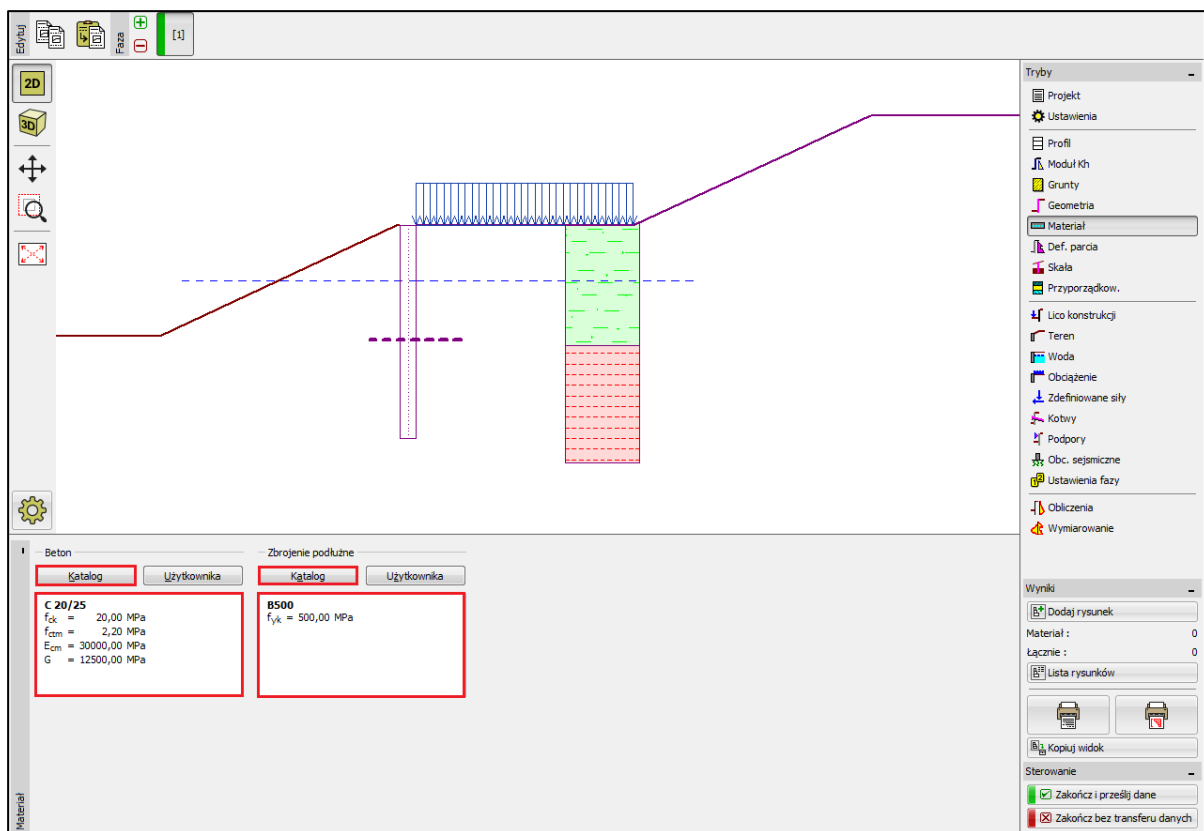 Edytuj
Faza
[1]
2D
3D
Tryby
Projekt
Ustawienia
Profil
Moduł Kh
Grunty
Geometria
Materiał
Def. parcia
Skała
Przyporządkow.
Lico konstrukcji
Teren
Woda
Obciążenie
Zdefiniowane siły
Kotwy
Podpory
Obc. sejsmiczne
Ustawienia fazy
Obliczenia
Wymiarowanie
Materiał
Beton
Katalog Użytkownika
C 20/25
fck = 20,00 MPa
fctm = 2,20 MPa
Ecm = 30000,00 MPa
G = 12500,00 MPa
Zbrojenie podłużne
Katalog Użytkownika
B500
fyk = 500,00 MPa
Wyniki
Dodaj rysunek
Materiał : 0
Łącznie : 0
Lista rysunków
Kopiuj widok
Sterowanie
Zakończ i prześlij dane
Zakończ bez transferu danych